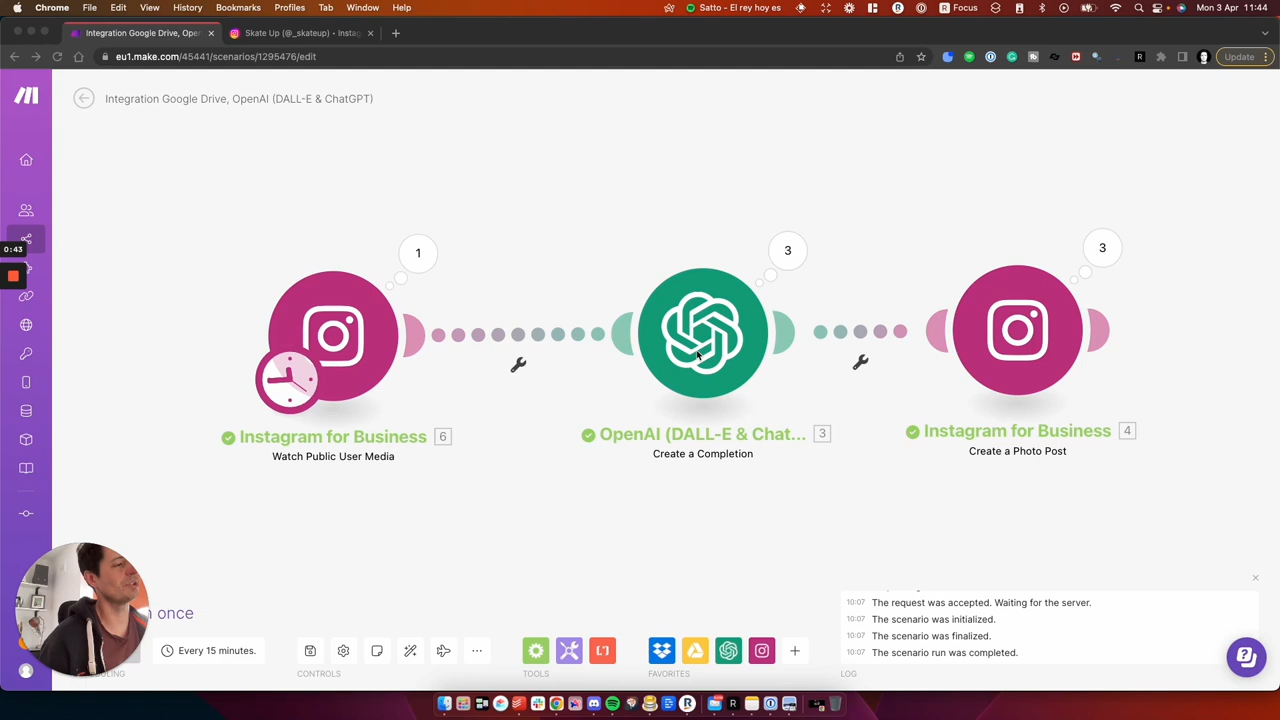 Chrome File Edit View History Bookmarks Profiles Tab Window Help Satto - El rey hoy es Focus Mon 3 Apr 11:44
Integration Google Drive, Open Skate Up (@_skateup) • Instag
eu1.make.com/45441/scenarios/1295476/edit Update
Integration Google Drive, OpenAI (DALL-E & ChatGPT)
0:43
1
3
3
Instagram for Business 6
Watch Public User Media
OpenAI (DALL-E & Chat... 3
Create a Completion
Instagram for Business 4
Create a Photo Post
once
Every 15 minutes.
CONTROLS
TOOLS
FAVORITES
10:07 The request was accepted. Waiting for the server.
10:07 The scenario was initialized.
10:07 The scenario was finalized.
10:07 The scenario run was completed.
LOG